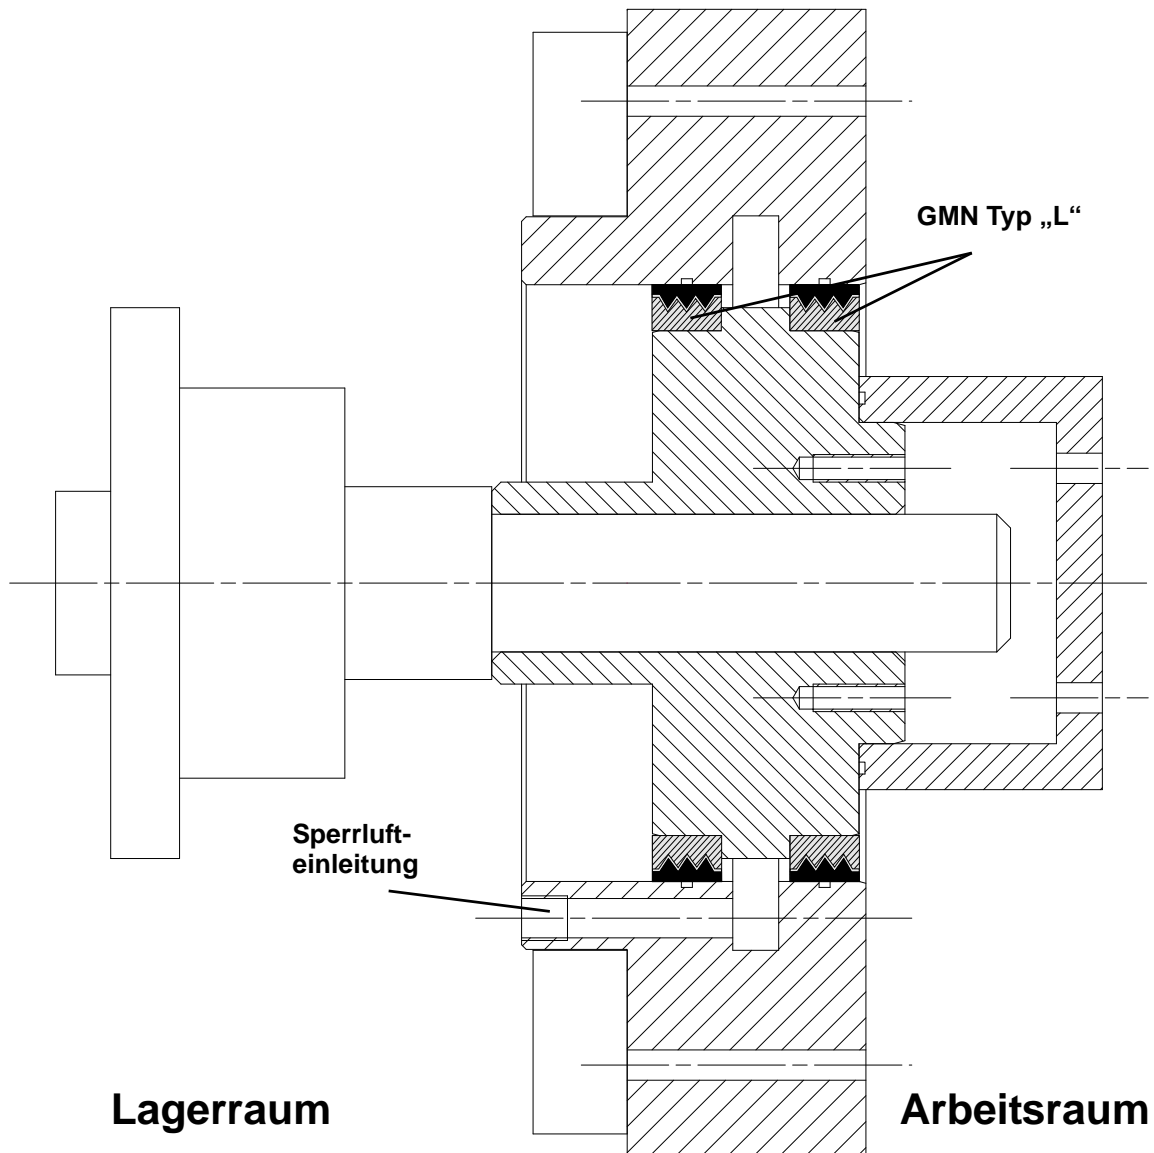 GMN Typ „L“
Sperrluft-
einleitung
Lagerraum
Arbeitsraum